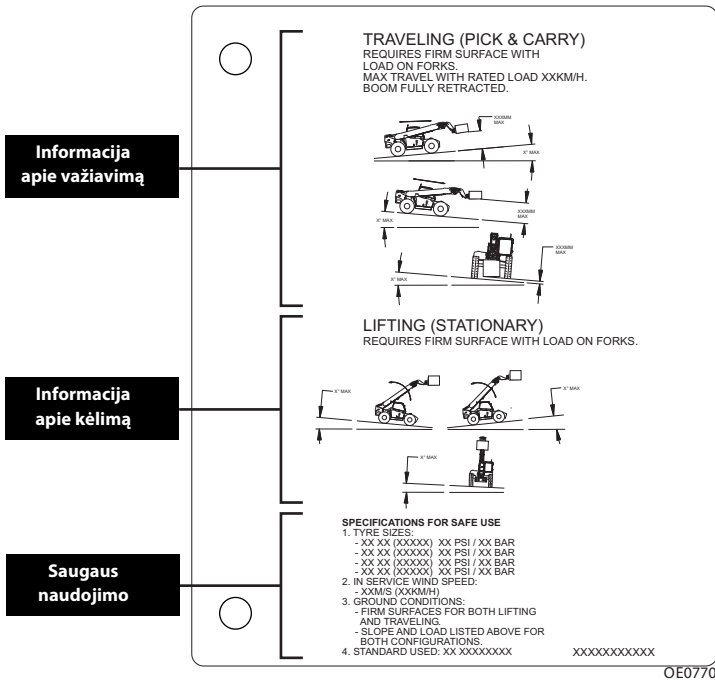 TRAVELING (PICK & CARRY)
REQUIRES FIRM SURFACE WITH
LOAD ON FORKS.
MAX TRAVEL WITH RATED LOAD XXKM/H.
BOOM FULLY RETRACTED.
XXXMM
MAX
X° MAX
Informacija
apie važiavimą
X° MAX
XXXMM
MAX
XXXMM
MAX
X° MAX
LIFTING (STATIONARY)
REQUIRES FIRM SURFACE WITH LOAD ON FORKS.
Informacija
apie kėlimą
X° MAX
X° MAX
X° MAX
Saugaus
naudojimo
SPECIFICATIONS FOR SAFE USE
1. TYRE SIZES:
- XX XX (XXXXX) XX PSI / XX BAR
- XX XX (XXXXX) XX PSI / XX BAR
- XX XX (XXXXX) XX PSI / XX BAR
- XX XX (XXXXX) XX PSI / XX BAR
2. IN SERVICE WIND SPEED:
- XXM/S (XXKM/H)
3. GROUND CONDITIONS:
- FIRM SURFACES FOR BOTH LIFTING
AND TRAVELING.
- SLOPE AND LOAD LISTED ABOVE FOR
BOTH CONFIGURATIONS.
4. STANDARD USED: XX XXXXXXXX XXXXXXXXXXX
OE0770